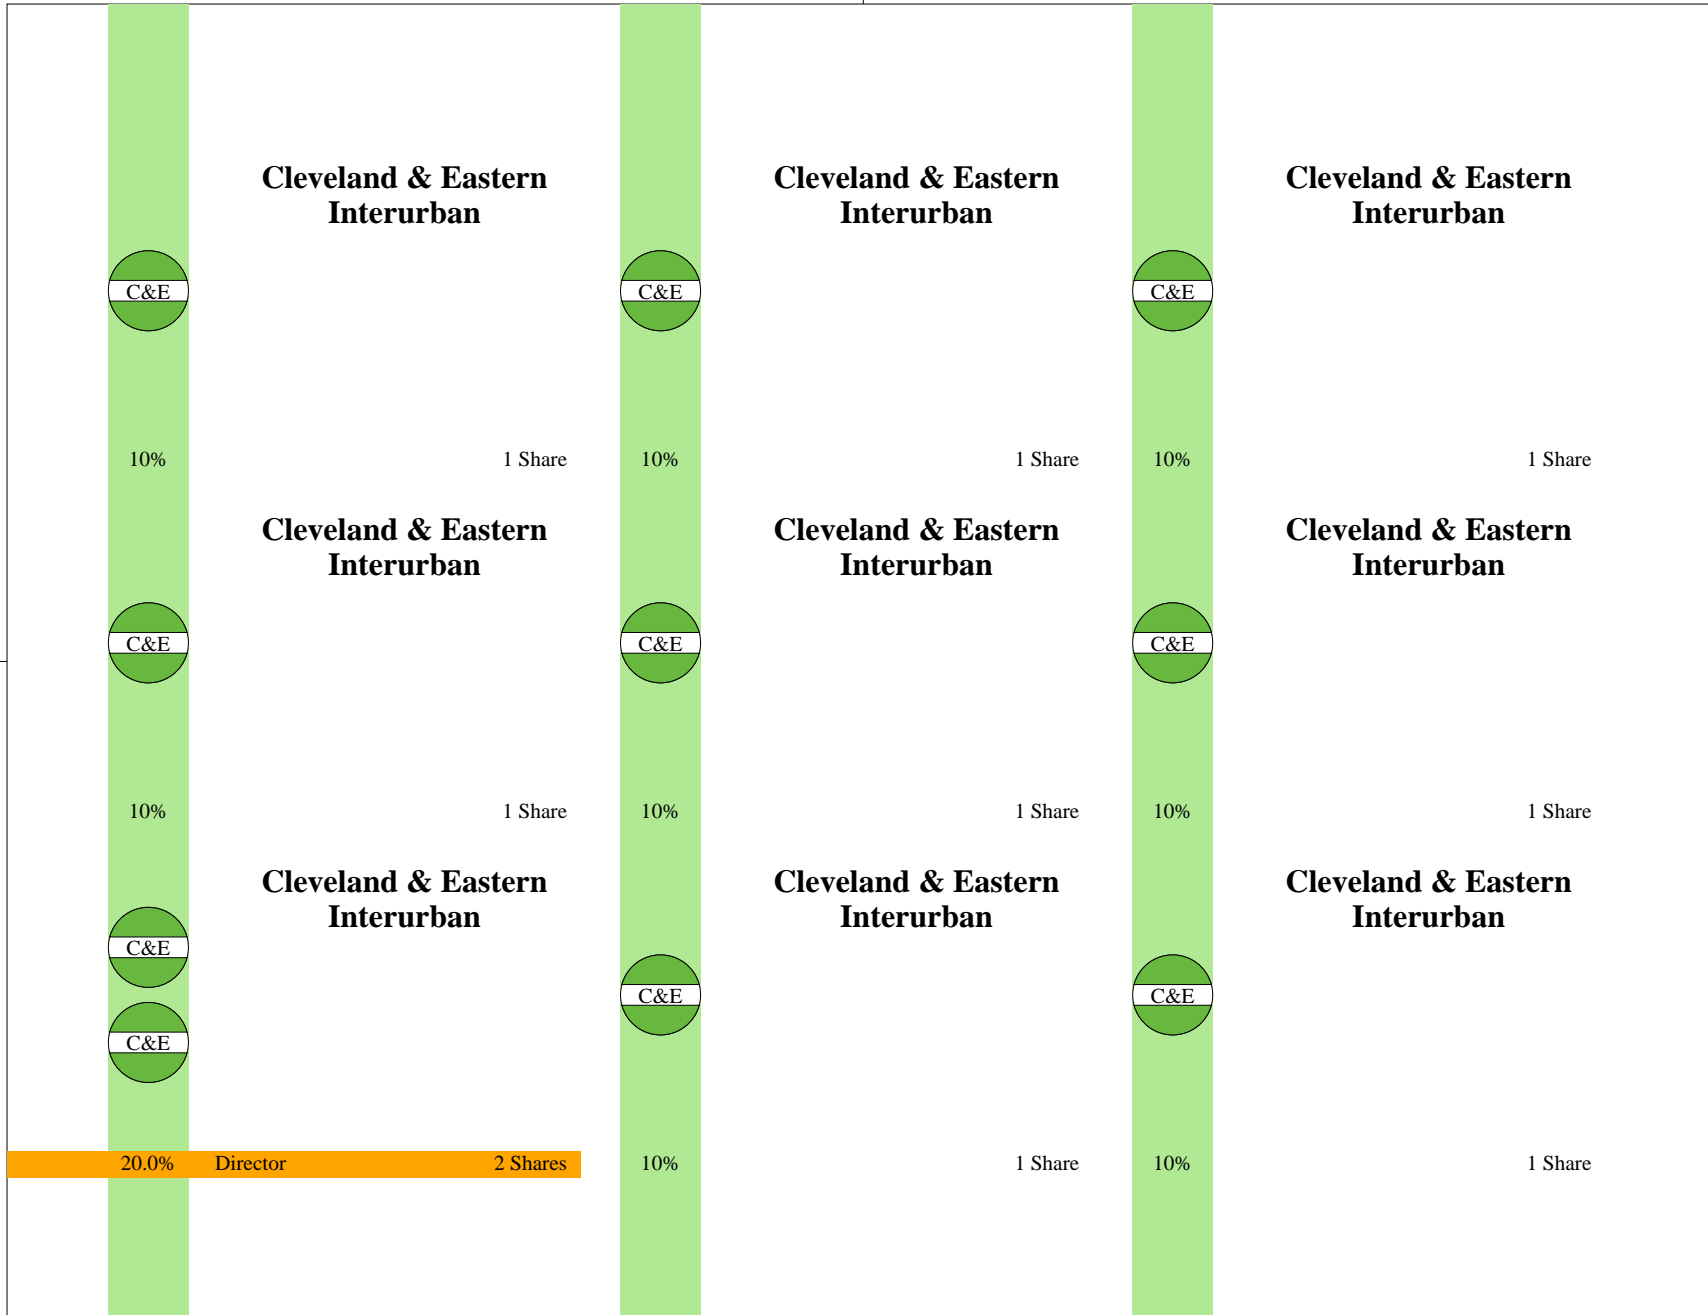 Cleveland & Eastern
Interurban
C&E
10%
1 Share
Cleveland & Eastern
Interurban
C&E
10%
1 Share
Cleveland & Eastern
Interurban
C&E
10%
1 Share
Cleveland & Eastern
Interurban
C&E
10%
1 Share
Cleveland & Eastern
Interurban
C&E
10%
1 Share
Cleveland & Eastern
Interurban
C&E
10%
1 Share
Cleveland & Eastern
Interurban
C&E
C&E
20.0% Director 2 Shares
Cleveland & Eastern
Interurban
C&E
10%
1 Share
Cleveland & Eastern
Interurban
C&E
10%
1 Share